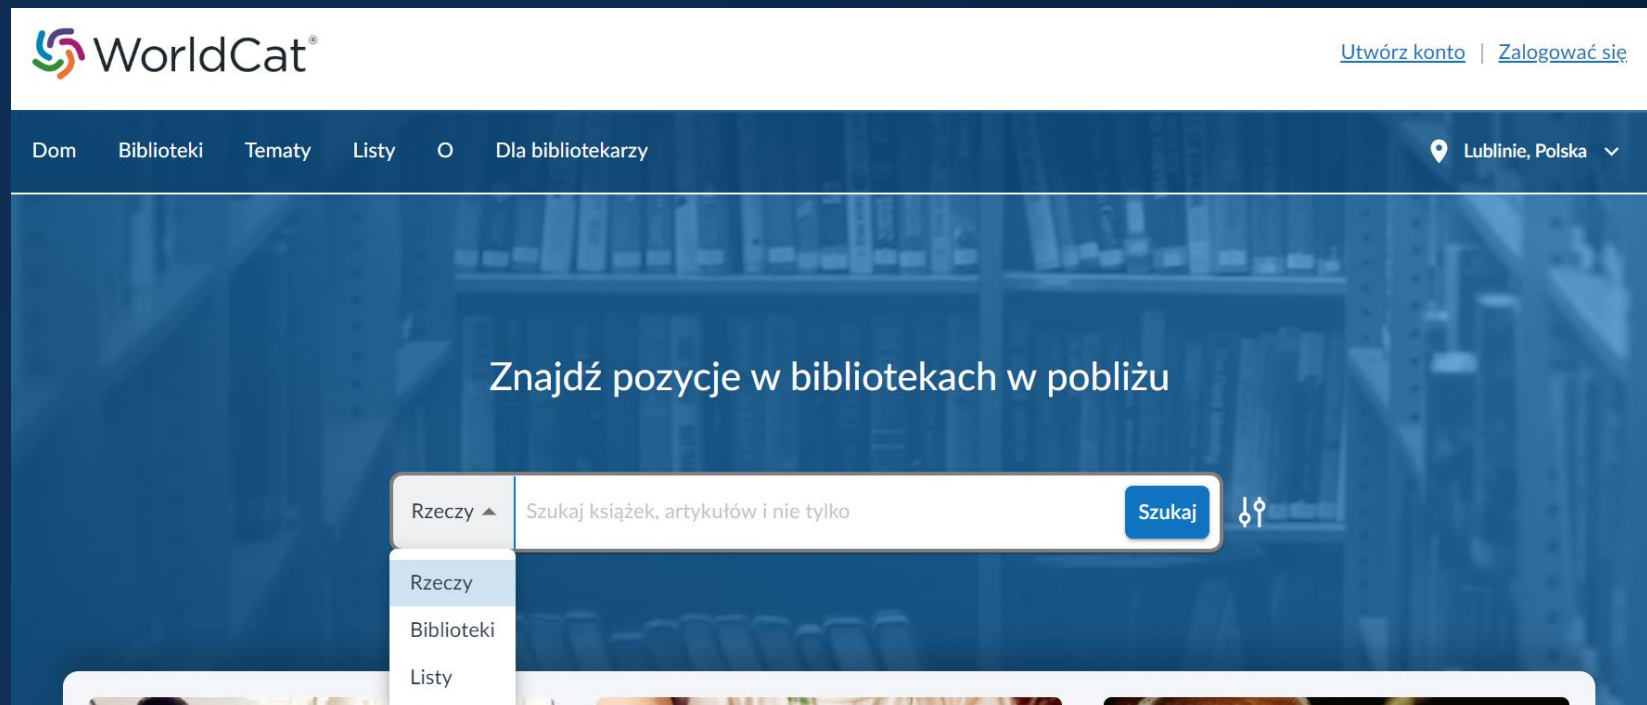 WorldCat®
Utwórz konto | Zalogować się
Dom Biblioteki Tematy Listy O Dla bibliotekarzy Lublinie, Polska
Znajdź pozycje w bibliotekach w pobliżu
Rzeczy Szukaj książek, artykułów i nie tylko Szukaj
Rzeczy
Biblioteki
Listy